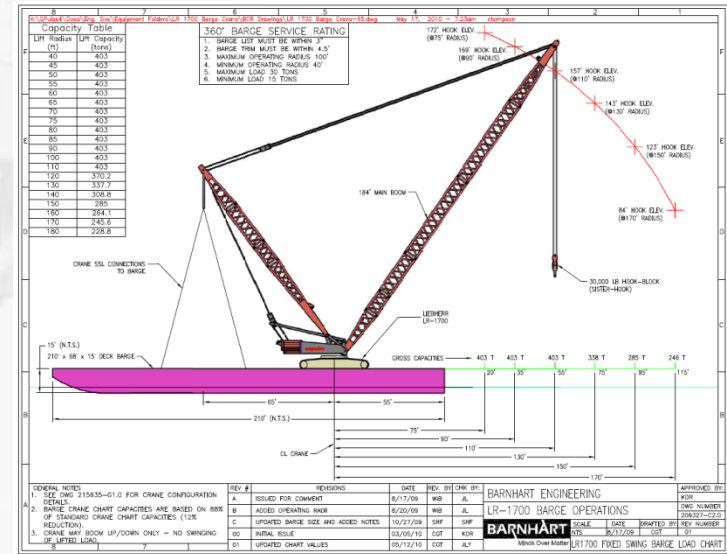 X:\QPulse4\Docs\Eng. Doc\Equipment Folders\LR 1700 Barge Crane\BCR Drawings\LR 1700 Barge Crane-65.dwg    May 17, 2010 - 7:23am    ctompson
Capacity Table
Lift Radius (ft) Lift Capacity (tons)
40 403
45 403
50 403
55 403
60 403
65 403
70 403
75 403
80 403
85 403
90 403
100 403
110 403
120 370.2
130 337.7
140 308.8
150 285
160 264.1
170 245.6
180 228.8
360° BARGE SERVICE RATING
1. BARGE LIST MUST BE WITHIN 3"
2. BARGE TRIM MUST BE WITHIN 4.5'
3. MAXIMUM OPERATING RADIUS 100'
4. MINIMUM OPERATING RADIUS 40'
5. MAXIMUM LOAD 30 TONS
6. MINIMUM LOAD 15 TONS
172' HOOK ELEV.
(@75' RADIUS)
169' HOOK ELEV.
(@90' RADIUS)
157' HOOK ELEV.
(@110' RADIUS)
143' HOOK ELEV.
(@130' RADIUS)
123' HOOK ELEV.
(@150' RADIUS)
84' HOOK ELEV.
(@170' RADIUS)
184' MAIN BOOM
CRANE SSL CONNECTIONS
TO BARGE
30,000 LB HOOK-BLOCK
(SISTER-HOOK)
LIEBHERR
LR-1700
15' (N.T.S.)
210' x 68' x 15' DECK BARGE
GROSS CAPACITIES 403 T 403 T 403 T 338 T 285 T 246 T
20' 35' 55' 75' 95' 115'
65' 55'
210' (N.T.S.)
75'
90'
CL CRANE
110'
130'
150'
170'
GENERAL NOTES
1. SEE DWG 215835-G1.0 FOR CRANE CONFIGURATION
DETAILS.
2. BARGE CRANE CHART CAPACITIES ARE BASED ON 88%
OF STANDARD CRANE CHART CAPACITIES (12%
REDUCTION).
3. CRANE MAY BOOM UP/DOWN ONLY - NO SWINGING
OF LIFTED LOAD.
REV # REVISIONS DATE REV. BY CHK BY:
A ISSUED FOR COMMENT 8/17/09 WIB JL
B ADDED OPERATING RADII 8/20/09 WIB JL
C UPDATED BARGE SIZE AND ADDED NOTES 10/27/09 SMF SMF
00 INITIAL ISSUE 03/05/10 CGT KDR
01 UPDATED CHART VALUES 05/12/10 CGT JLY
BARNHART ENGINEERING
LR-1700 BARGE OPERATIONS
BARNHART
Minds Over Matter
SCALE NTS
DATE 8/17/09
DRAFTED BY: CGT
LR1700 FIXED SWING BARGE LOAD CHART
APPROVED BY:
KDR
DWG NUMBER
209327-C2.0
REV NUMBER
01